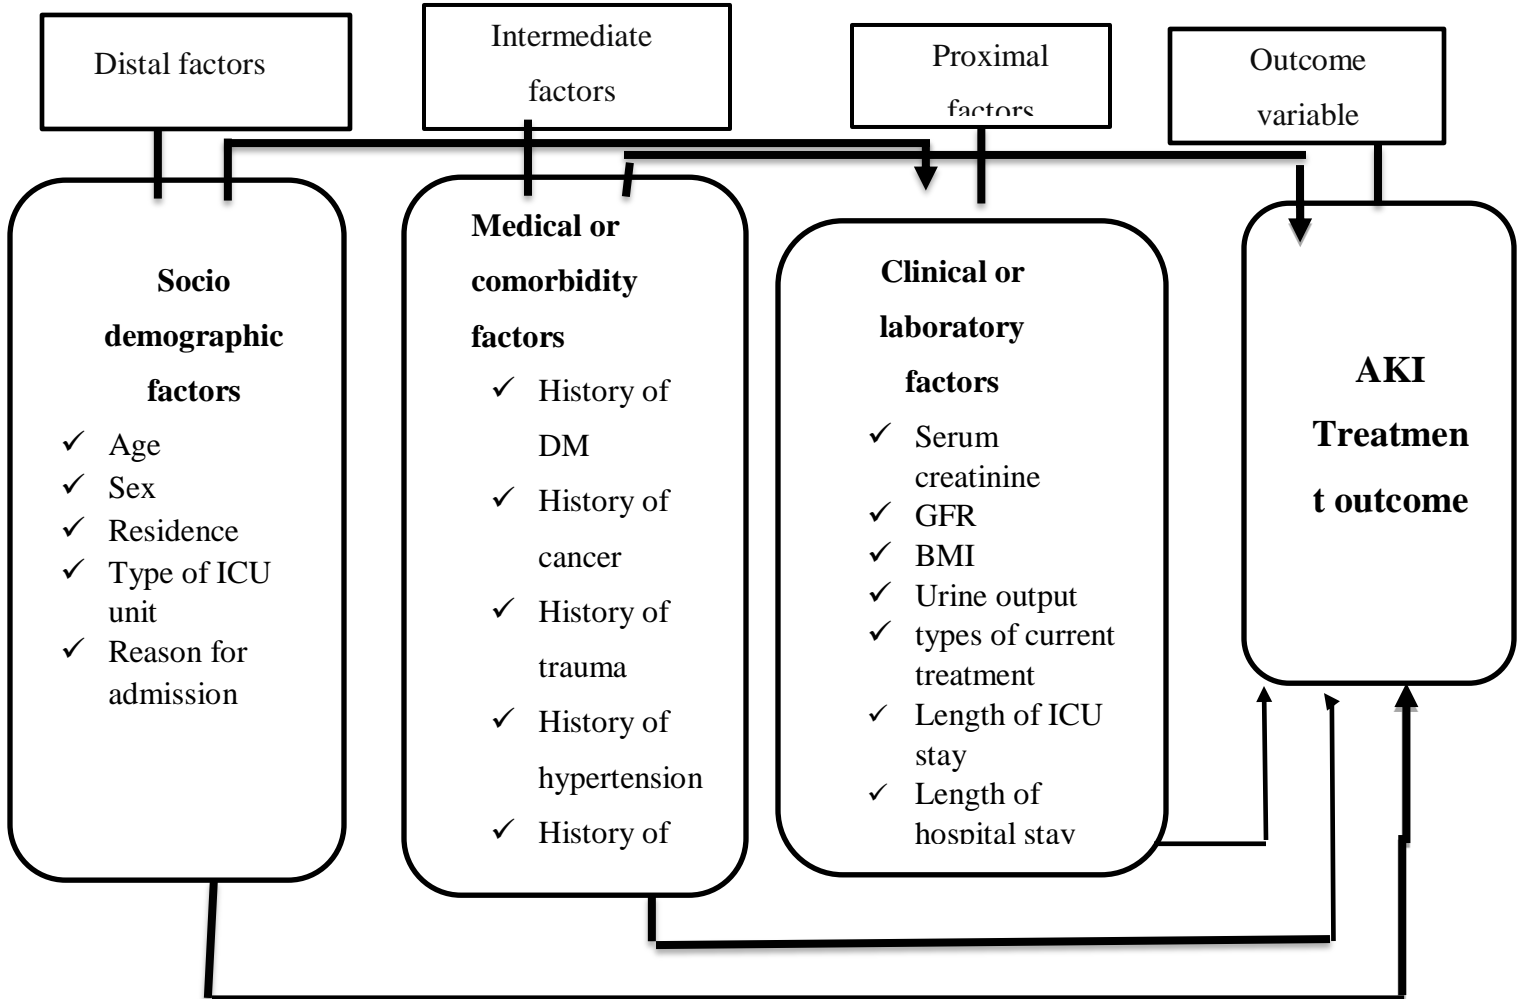 Distal factors
Intermediate
factors
Proximal
factors
Outcome
variable
Socio
demographic
factors
✓ Age
✓ Sex
✓ Residence
✓ Type of ICU
unit
✓ Reason for
admission
Medical or
comorbidity
factors
✓ History of
DM
✓ History of
cancer
✓ History of
trauma
✓ History of
hypertension
✓ History of
Clinical or
laboratory
factors
✓ Serum
creatinine
✓ GFR
✓ BMI
✓ Urine output
✓ types of current
treatment
✓ Length of ICU
stay
✓ Length of
hospital stay
AKI
Treatmen
t outcome